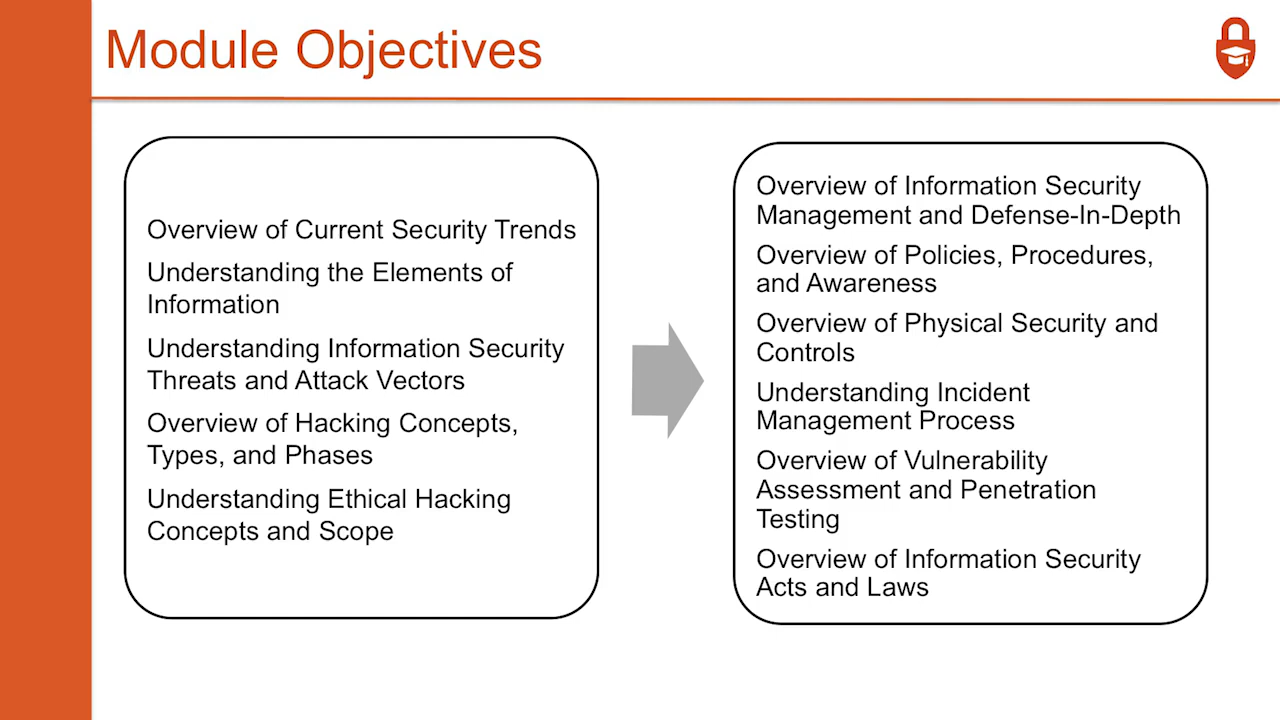 Module Objectives
Overview of Current Security Trends
Understanding the Elements of
Information
Understanding Information Security
Threats and Attack Vectors
Overview of Hacking Concepts,
Types, and Phases
Understanding Ethical Hacking
Concepts and Scope
Overview of Information Security
Management and Defense-In-Depth
Overview of Policies, Procedures,
and Awareness
Overview of Physical Security and
Controls
Understanding Incident
Management Process
Overview of Vulnerability
Assessment and Penetration
Testing
Overview of Information Security
Acts and Laws